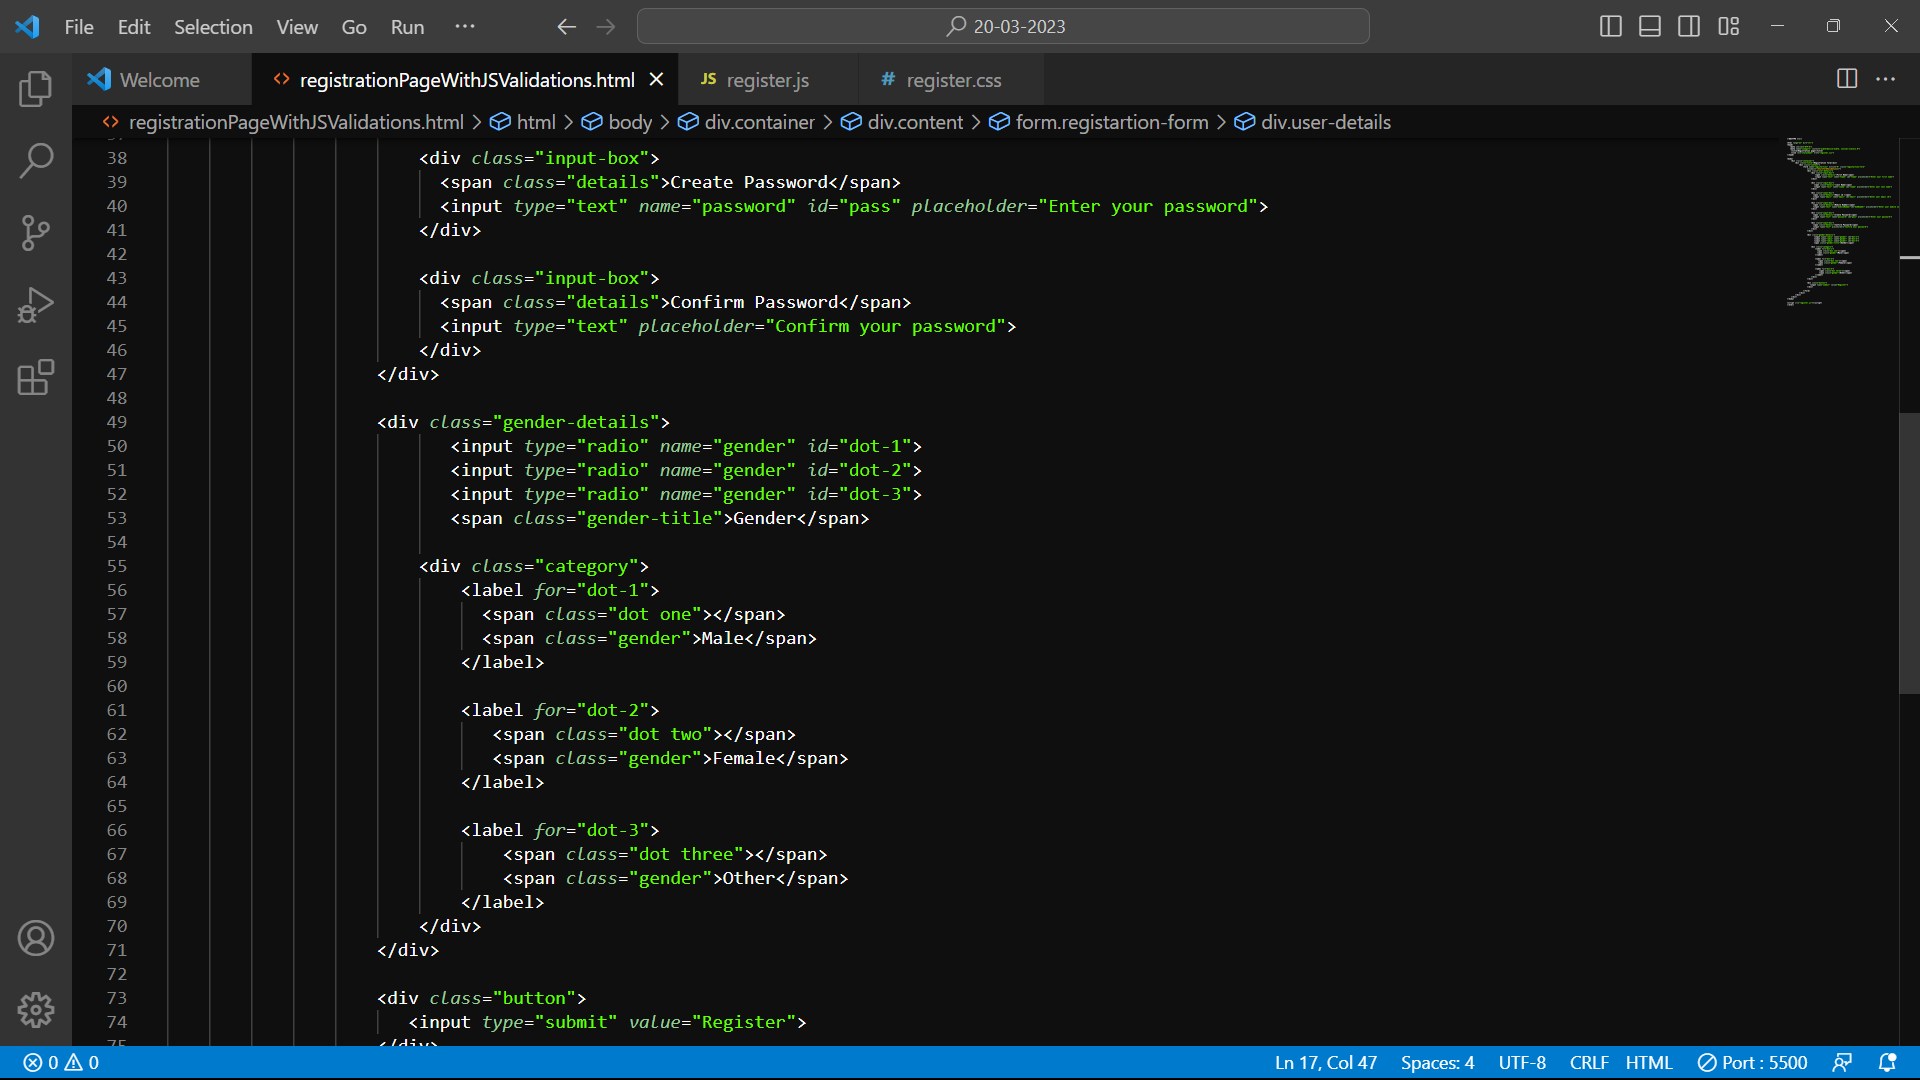 File Edit Selection View Go Run ··· 20-03-2023
Welcome <> registrationPageWithJSValidations.html JS register.js # register.css
<> registrationPageWithJSValidations.html > html > body > div.container > div.content > form.registartion-form > div.user-details
38 <div class="input-box">
39 <span class="details">Create Password</span>
40 <input type="text" name="password" id="pass" placeholder="Enter your password">
41 </div>
42
43 <div class="input-box">
44 <span class="details">Confirm Password</span>
45 <input type="text" placeholder="Confirm your password">
46 </div>
47 </div>
48
49 <div class="gender-details">
50 <input type="radio" name="gender" id="dot-1">
51 <input type="radio" name="gender" id="dot-2">
52 <input type="radio" name="gender" id="dot-3">
53 <span class="gender-title">Gender</span>
54
55 <div class="category">
56 <label for="dot-1">
57 <span class="dot one"></span>
58 <span class="gender">Male</span>
59 </label>
60
61 <label for="dot-2">
62 <span class="dot two"></span>
63 <span class="gender">Female</span>
64 </label>
65
66 <label for="dot-3">
67 <span class="dot three"></span>
68 <span class="gender">Other</span>
69 </label>
70 </div>
71 </div>
72
73 <div class="button">
74 <input type="submit" value="Register">
75 </div>
0 0 Ln 17, Col 47 Spaces: 4 UTF-8 CRLF HTML Port : 5500